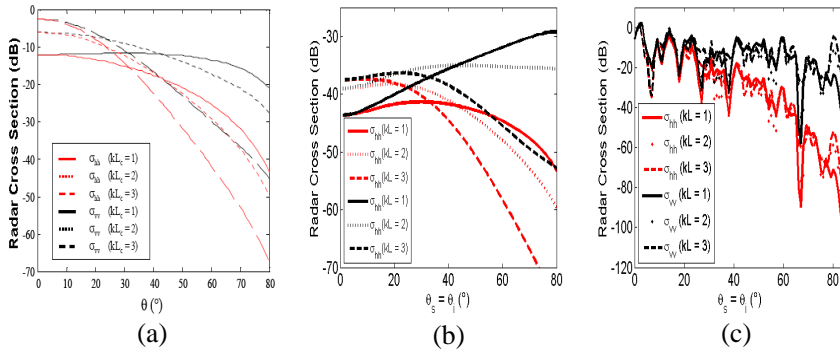 (a)
Radar Cross Section (dB)
0
-10
-20
-30
-40
-50
-60
-70
σhh (kLc = 1)
σhh (kLc = 2)
σhh (kLc = 3)
σvv (kLc = 1)
σvv (kLc = 2)
σvv (kLc = 3)
0 10 20 30 40 50 60 70 80
θ (°)
(a)
Radar Cross Section (dB)
-30
-40
-50
-60
-70
σhh (kL = 1)
σhh (kL = 2)
σhh (kL = 3)
σhh (kL = 1)
σhh (kL = 2)
σhh (kL = 3)
0 20 40 60 80
θS = θI (°)
(b)
(c)
Radar Cross Section (dB)
0
-20
-40
-60
-80
-100
-120
σhh (kL = 1)
σhh (kL = 2)
σhh (kL = 3)
σvv (kL = 1)
σvv (kL = 2)
σvv (kL = 3)
0 20 40 60 80
θS = θI (°)
(c)